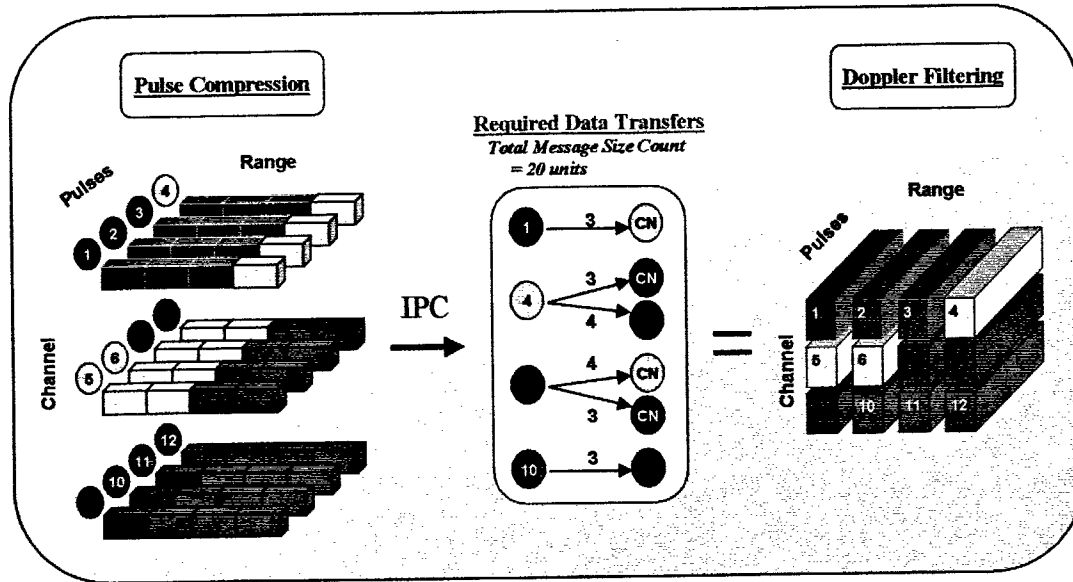 Pulse Compression
Doppler Filtering
Required Data Transfers
Total Message Size Count
= 20 units
Pulses
Range
4
3
2
1
1
3
CN
4
3
CN
4
IPC
=
Channel
6
5
4
CN
CN
3
12
11
10
10
3
Range
Pulses
1
2
3
4
5
6
10
11
12
Channel